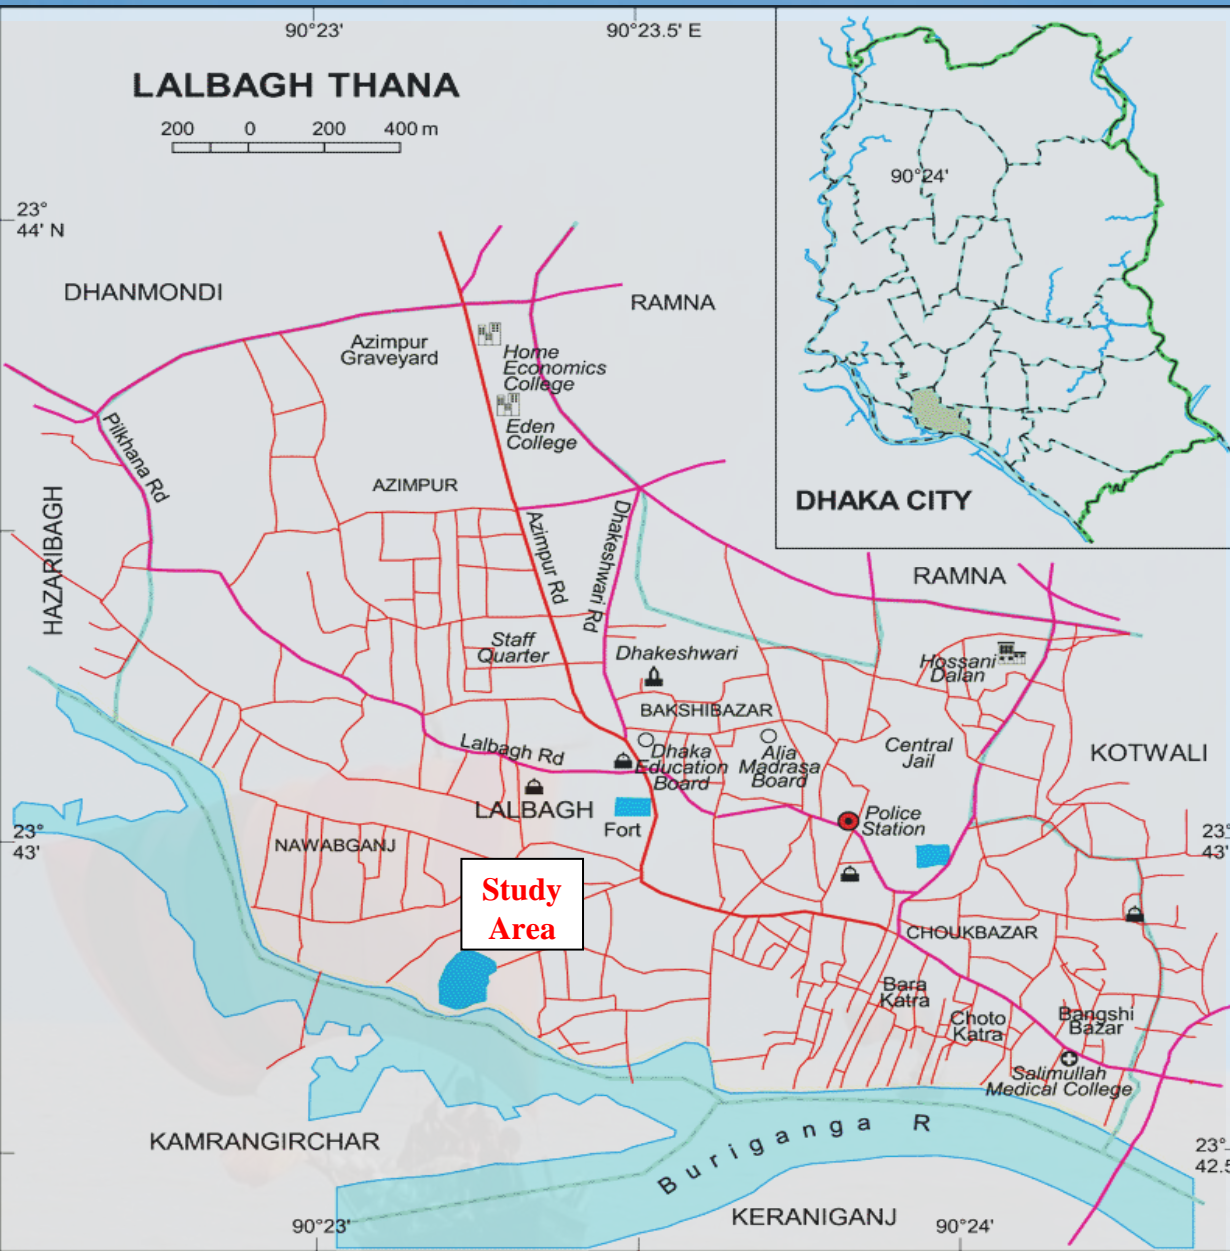 90°23'
90°23.5' E
LALBAGH THANA
200 0 200 400 m
90°24'
23°
44' N
DHANMONDI
RAMNA
Azimpur
Graveyard
Home
Economics
College
Eden
College
Pilkhana Rd
AZIMPUR
DHAKA CITY
HAZARIBAGH
Azimpur Rd
Dhakeshwari Rd
RAMNA
Staff
Quarter
Dhakeshwari
Hossani
Dalan
BAKSHIBAZAR
Lalbagh Rd
Dhaka
Education
Board
Alia
Madrasa
Board
Central
Jail
KOTWALI
LALBAGH
Fort
Police
Station
23°
43'
23°
43'
NAWABGANJ
Study
Area
CHOUKBAZAR
Bara
Katra
Choto
Katra
Bangshi
Bazar
Salimullah
Medical College
KAMRANGIRCHAR
Buriganga R
23°
42.5
KERANIGANJ
90°23'
90°24'